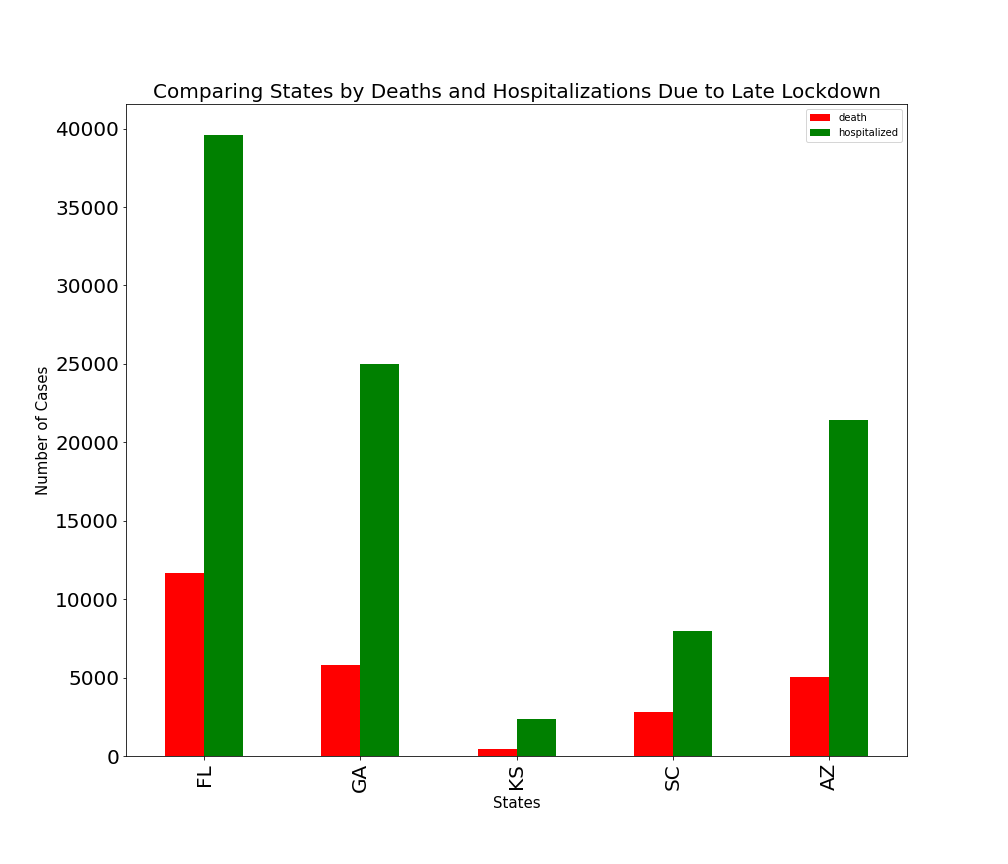 Comparing States by Deaths and Hospitalizations Due to Late Lockdown
death
hospitalized
40000
35000
30000
25000
20000
15000
10000
5000
0
Number of Cases
FL
GA
KS
SC
AZ
States